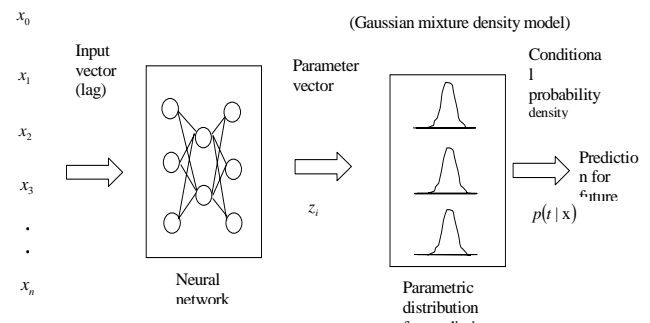 x₀
(Gaussian mixture density model)
Input
vector
(lag)
Parameter
vector
Conditiona
l
probability
density
x₁
x₂
x₃
.
.
xₙ
zᵢ
Predictio
n for
future
p(t | x)
Neural
network
Parametric
distribution